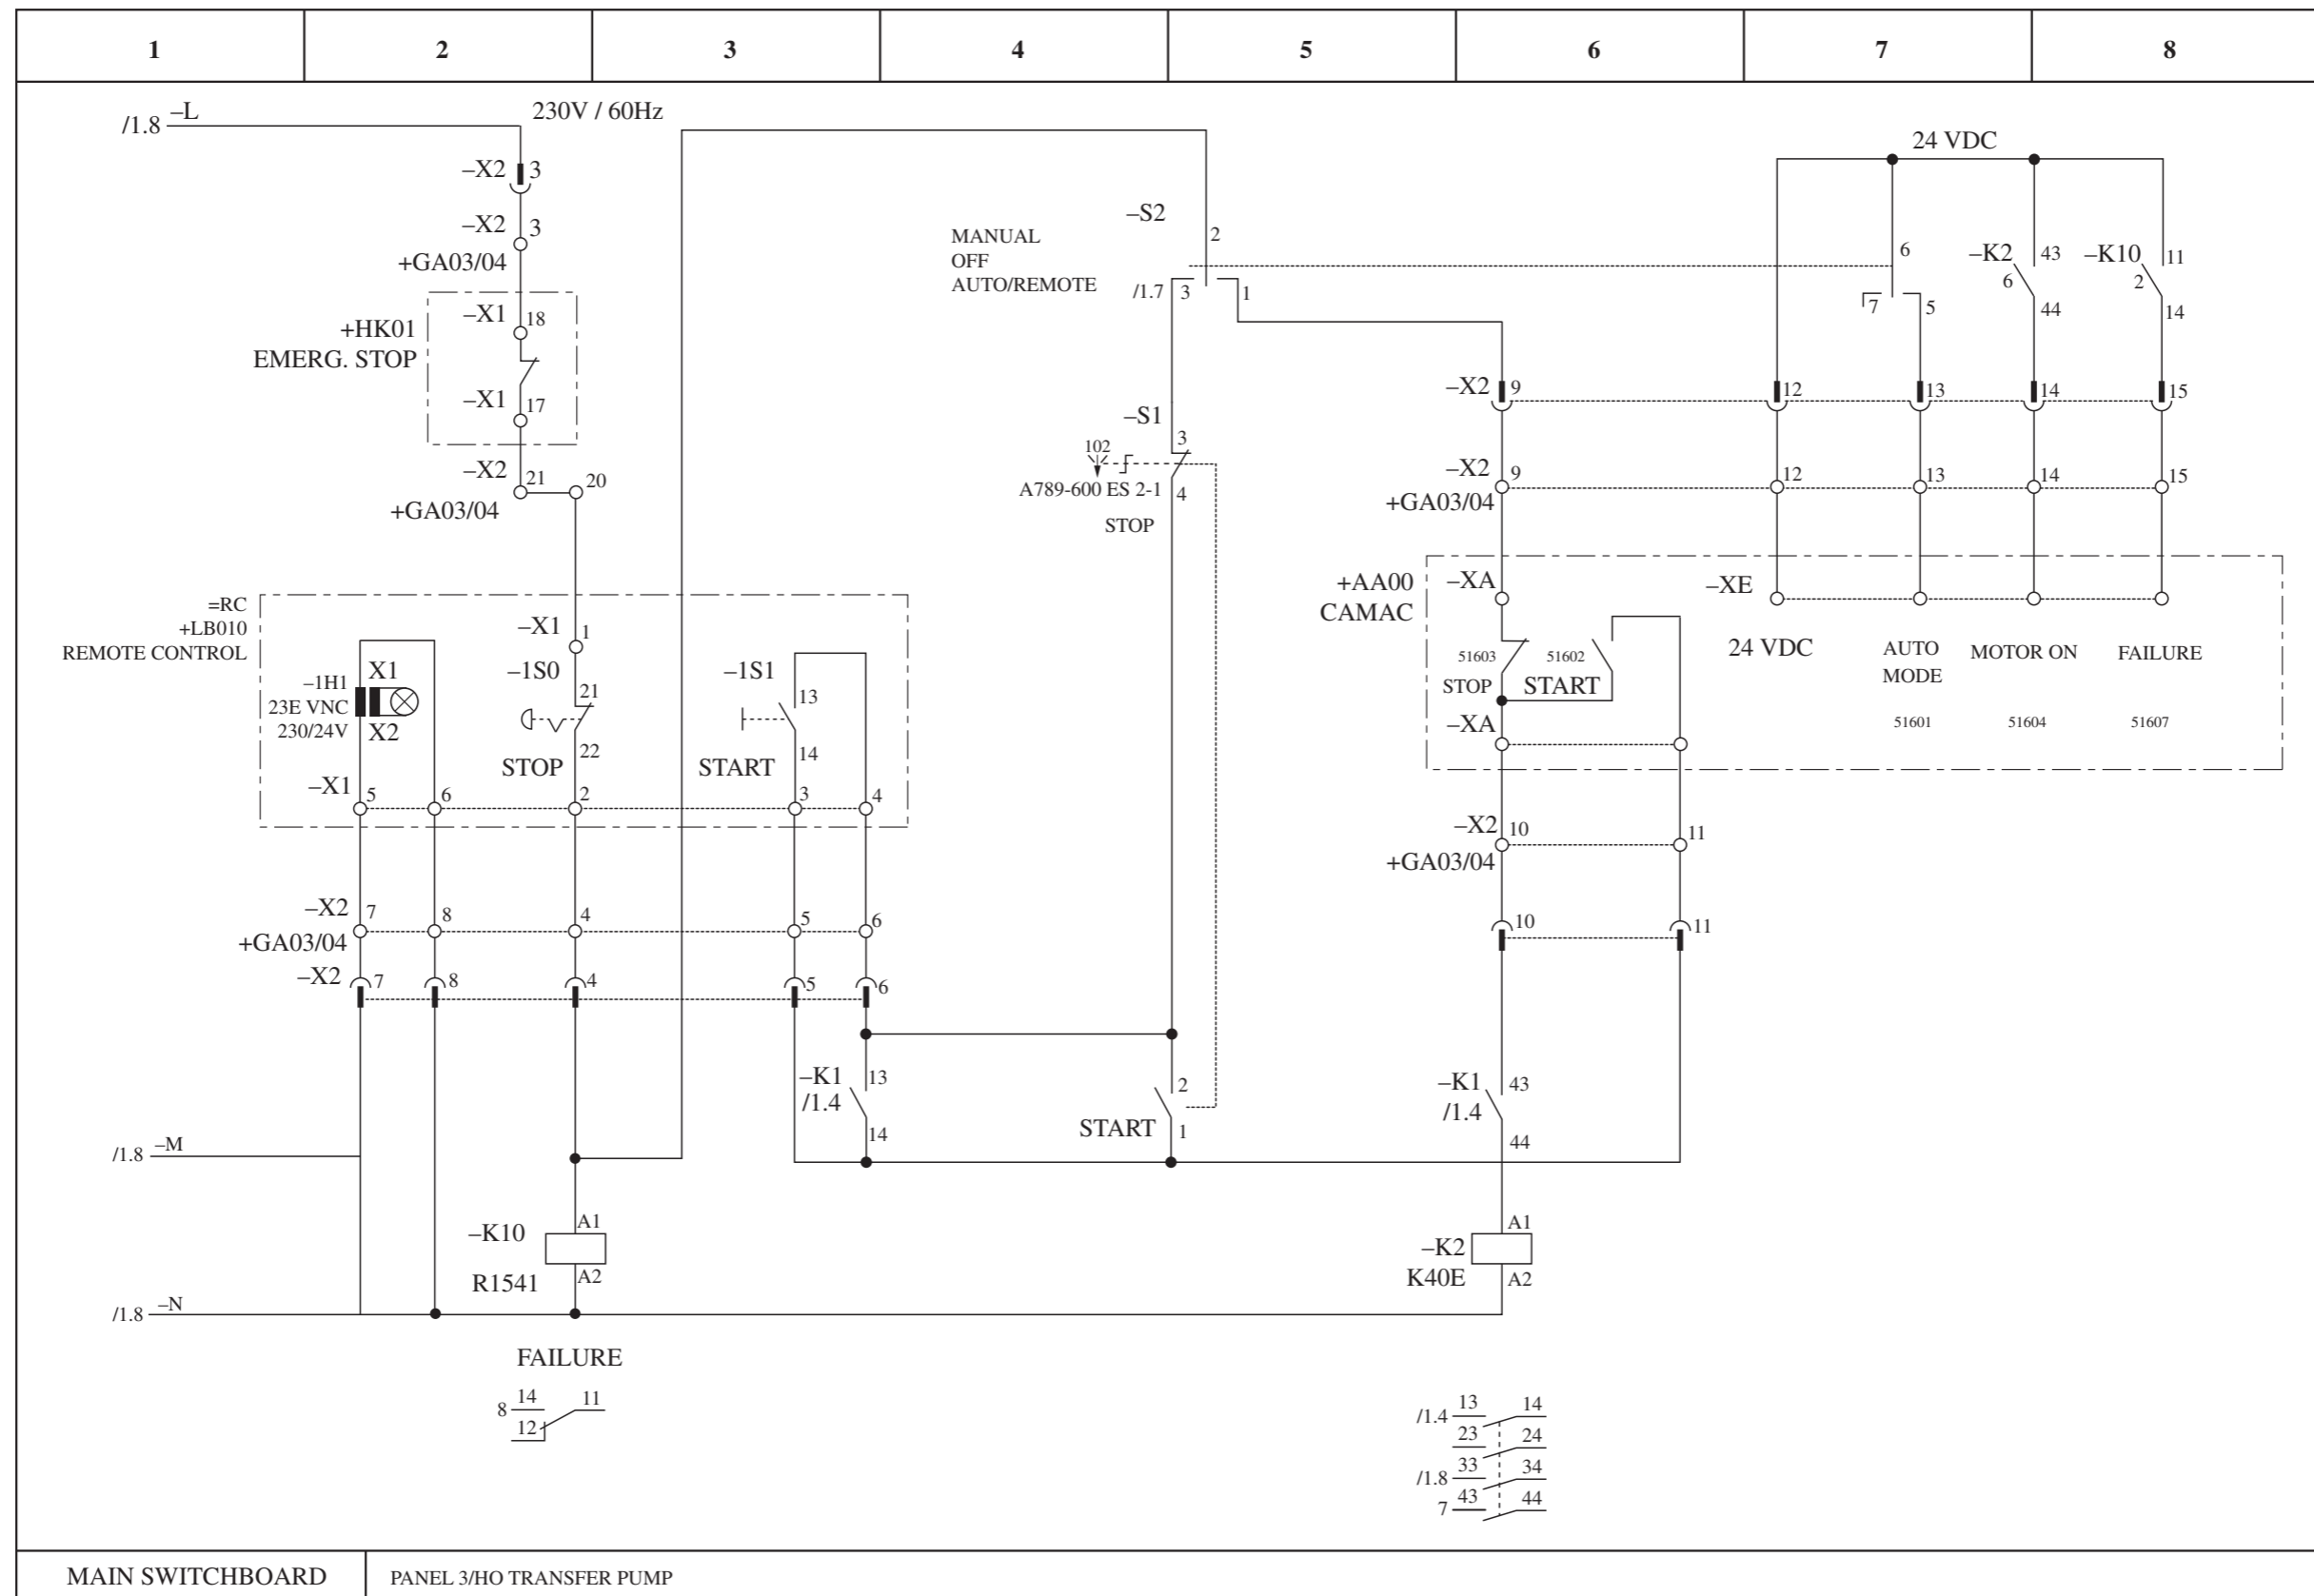 1 2 3 4 5 6 7 8
/1.8 –L
230V / 60Hz
–X2 3
–X2 3
+GA03/04
–X1 18
+HK01
EMERG. STOP
–X1 17
–X2 21 20
+GA03/04
=RC
+LB010
REMOTE CONTROL
–X1 1
X1
–1H1
23E VNC
230/24V
X2
–1S0
21
22
STOP
–1S1
13
14
START
–X1 5 6 2 3 4
–X2 7 8 4 5 6
+GA03/04
–X2 7 8 4 5 6
–K1 13
/1.4
14
/1.8 –M
–K10 A1
R1541 A2
/1.8 –N
FAILURE
14 11
8
12
–S2
2
MANUAL
OFF
AUTO/REMOTE
/1.7 3 1
–S1
3
102
A789-600 ES 2-1 4
STOP
2
START 1
24 VDC
6
7 5
–K2 43
6
44
–K10 11
2
14
–X2 9 12 13 14 15
–X2 9 12 13 14 15
+GA03/04
+AA00
CAMAC
–XA –XE
51603 51602
STOP START
24 VDC
AUTO
MODE
MOTOR ON
FAILURE
51601 51604 51607
–XA
–X2 10 11
+GA03/04
10 11
–K1 43
/1.4
44
–K2 A1
K40E A2
/1.4 13 14
23 24
/1.8 33 34
7 43 44
MAIN SWITCHBOARD
PANEL 3/HO TRANSFER PUMP